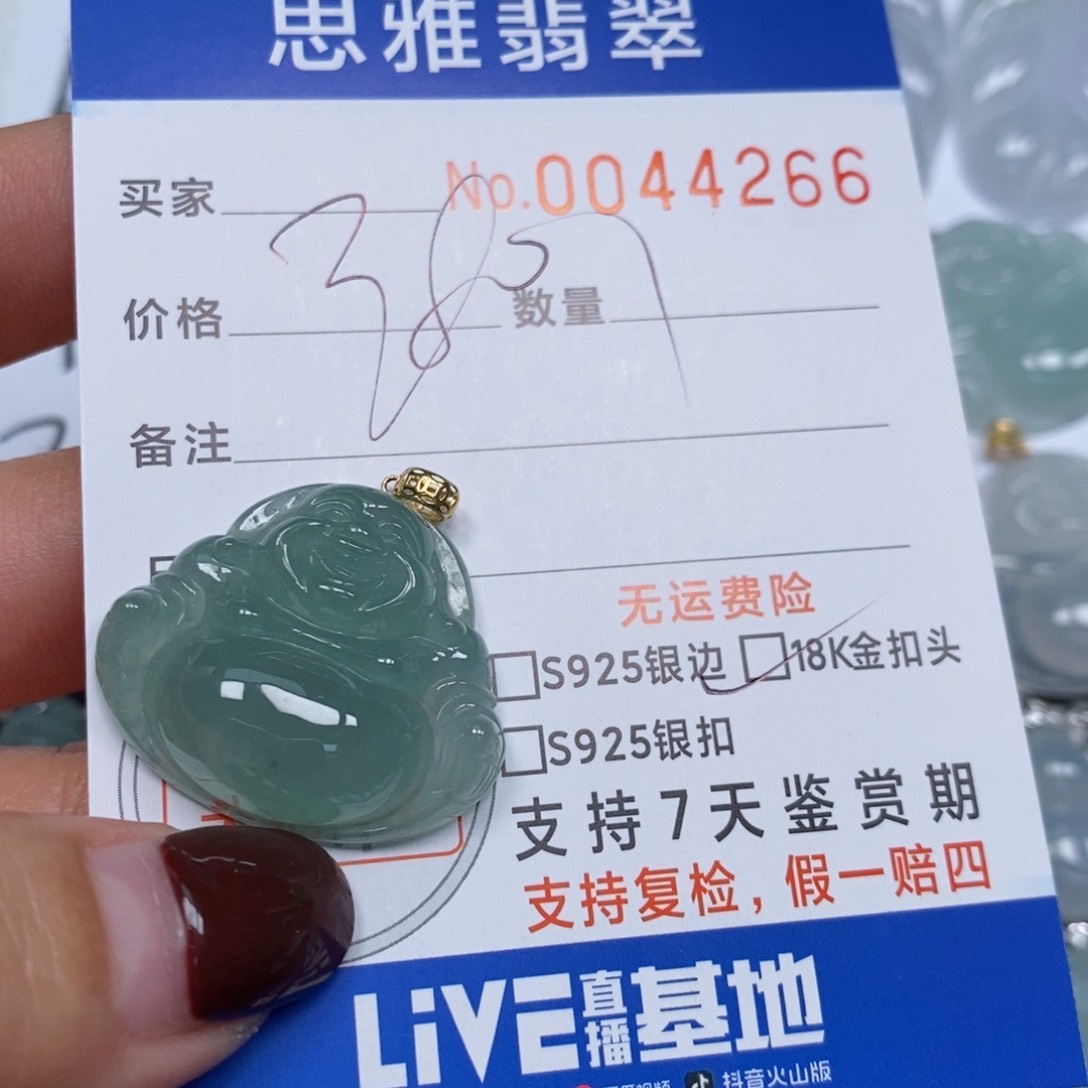 思雅翡翠
No.0044266
买家
价格 数量
备注
无运费险
S925银边 18K金扣头
S925银扣
支持7天鉴赏期
支持复检，假一赔四
LiVE直播基地
抖音火山版